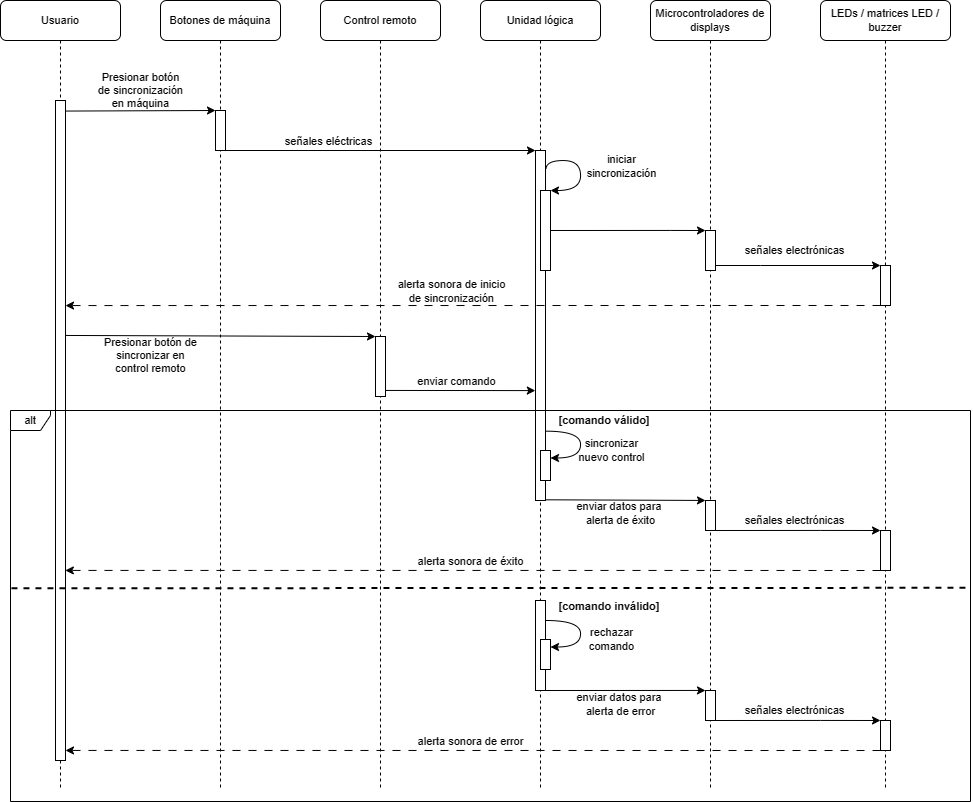 Usuario
Botones de máquina
Control remoto
Unidad lógica
Microcontroladores de
displays
LEDs / matrices LED /
buzzer
Presionar botón
de sincronización
en máquina
señales eléctricas
iniciar
sincronización
señales electrónicas
alerta sonora de inicio
de sincronización
Presionar botón de
sincronizar en
control remoto
enviar comando
alt
[comando válido]
sincronizar
nuevo control
enviar datos para
alerta de éxito
señales electrónicas
alerta sonora de éxito
[comando inválido]
rechazar
comando
enviar datos para
alerta de error
señales electrónicas
alerta sonora de error